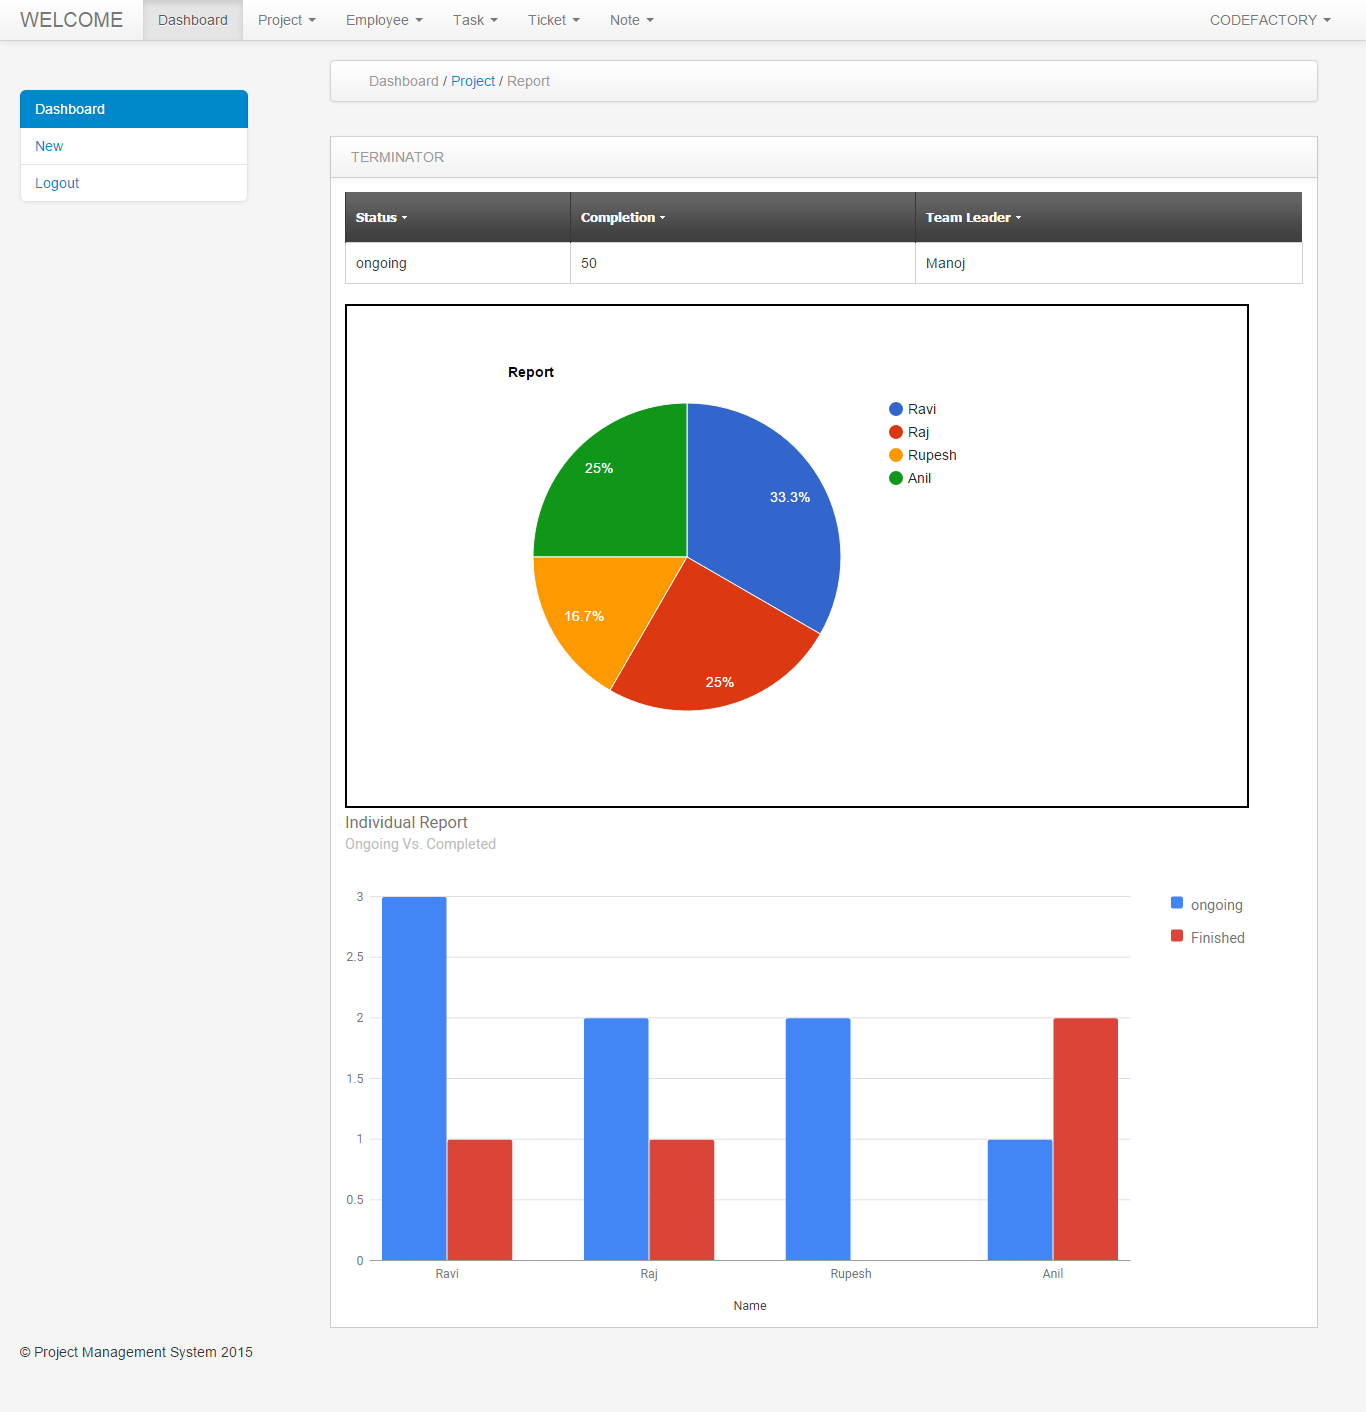 WELCOME Dashboard Project Employee Task Ticket Note CODEFACTORY
Dashboard / Project / Report
Dashboard
New
Logout
TERMINATOR
Status Completion Team Leader
ongoing 50 Manoj
Report
Ravi
Raj
Rupesh
Anil
25%
33.3%
16.7%
25%
Individual Report
Ongoing Vs. Completed
3
2.5
2
1.5
1
0.5
0
ongoing
Finished
Ravi Raj Rupesh Anil
Name
© Project Management System 2015